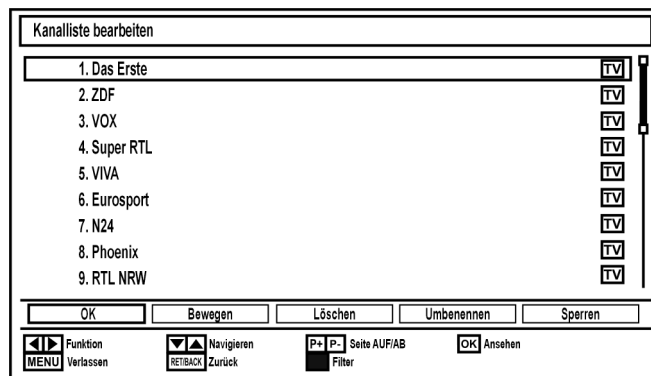 Kanalliste bearbeiten
1. Das Erste TV
2. ZDF TV
3. VOX TV
4. Super RTL TV
5. VIVA TV
6. Eurosport TV
7. N24 TV
8. Phoenix TV
9. RTL NRW TV
OK Bewegen Löschen Umbenennen Sperren
Funktion Navigieren P+ P- Seite AUF/AB OK Ansehen
MENU Verlassen RET/BACK Zurück Filter